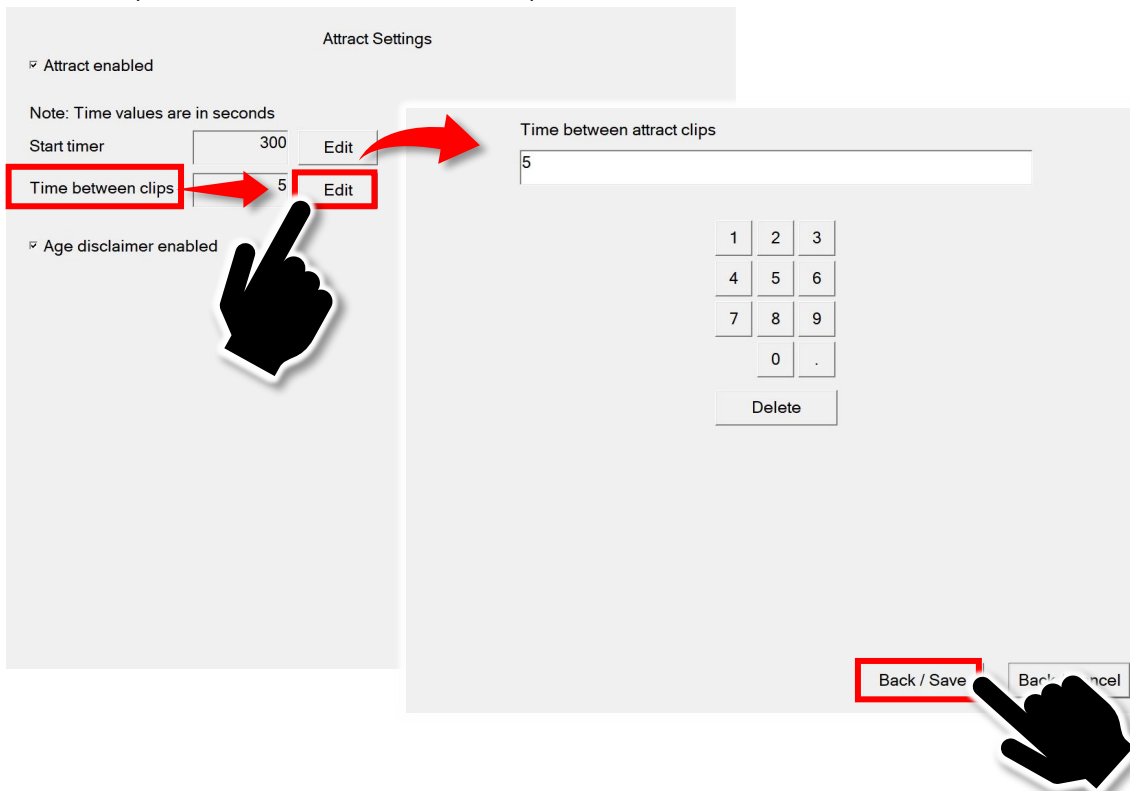 Attract Settings
Attract enabled
Note: Time values are in seconds
Start timer 300 Edit
Time between clips 5 Edit
Age disclaimer enabled
Time between attract clips
5
1 2 3
4 5 6
7 8 9
0 .
Delete
Back / Save